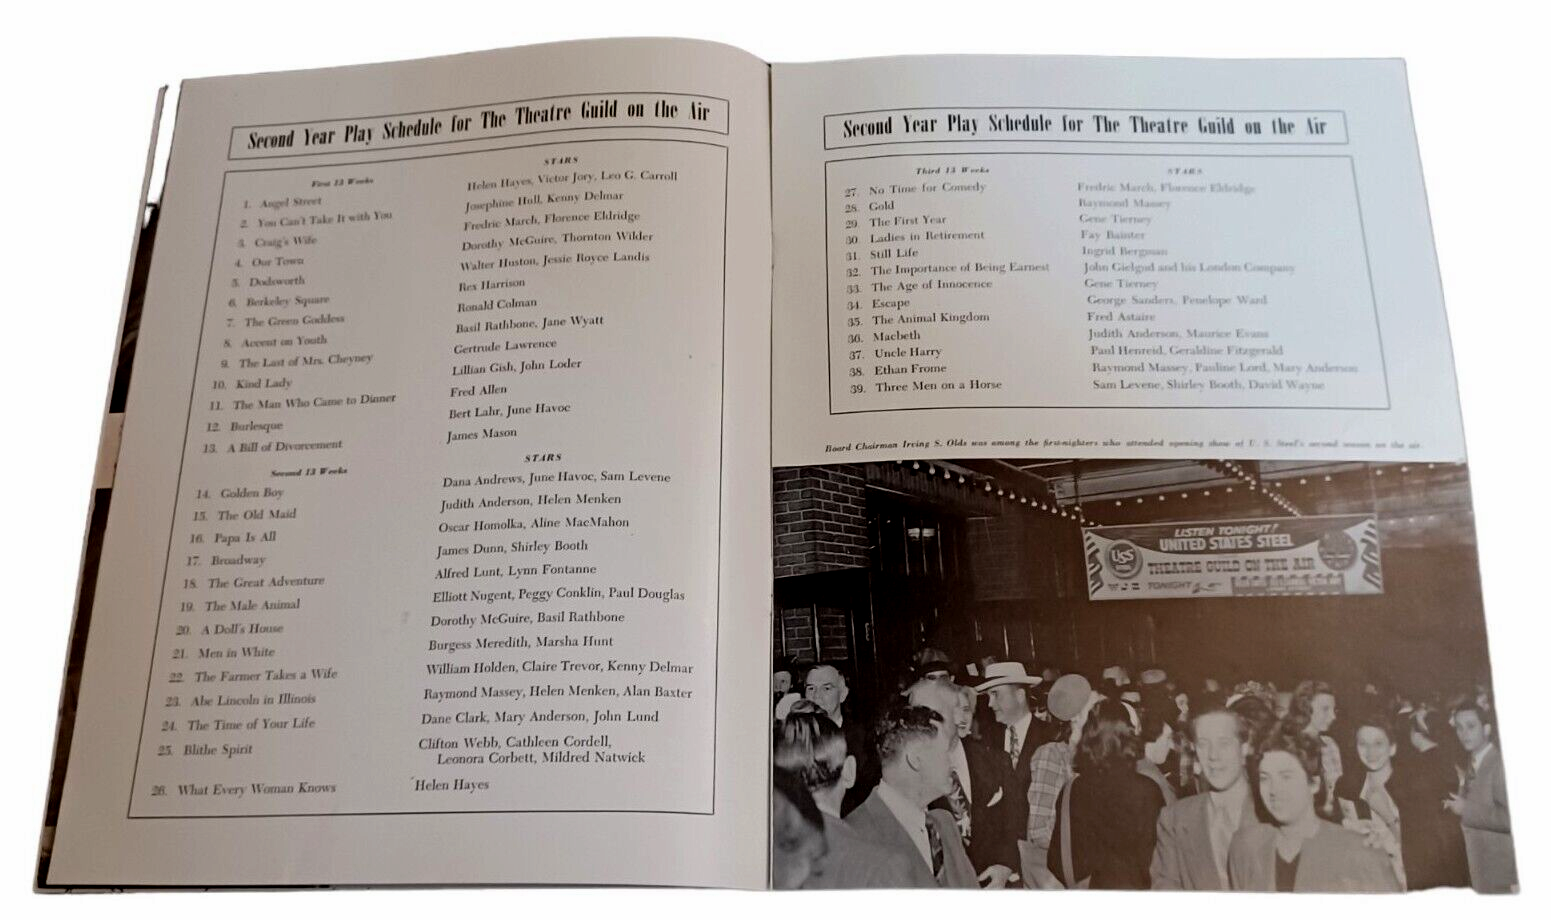 Second Year Play Schedule for The Theatre Guild on the Air
First 13 Weeks STARS
1. Angel Street Helen Hayes, Victor Jory, Leo G. Carroll
2. You Can't Take It with You Josephine Hull, Kenny Delmar
3. Craig's Wife Fredric March, Florence Eldridge
4. Our Town Dorothy McGuire, Thornton Wilder
5. Dodsworth Walter Huston, Jessie Royce Landis
6. Berkeley Square Rex Harrison
7. The Green Goddess Ronald Colman
8. Accent on Youth Basil Rathbone, Jane Wyatt
9. The Last of Mrs. Cheyney Gertrude Lawrence
10. Kind Lady Lillian Gish, John Loder
11. The Man Who Came to Dinner Fred Allen
12. Burlesque Bert Lahr, June Havoc
13. A Bill of Divorcement James Mason
Second 13 Weeks STARS
14. Golden Boy Dana Andrews, June Havoc, Sam Levene
15. The Old Maid Judith Anderson, Helen Menken
16. Papa Is All Oscar Homolka, Aline MacMahon
17. Broadway James Dunn, Shirley Booth
18. The Great Adventure Alfred Lunt, Lynn Fontanne
19. The Male Animal Elliott Nugent, Peggy Conklin, Paul Douglas
20. A Doll's House Dorothy McGuire, Basil Rathbone
21. Men in White Burgess Meredith, Marsha Hunt
22. The Farmer Takes a Wife William Holden, Claire Trevor, Kenny Delmar
23. Abe Lincoln in Illinois Raymond Massey, Helen Menken, Alan Baxter
24. The Time of Your Life Dane Clark, Mary Anderson, John Lund
25. Blithe Spirit Clifton Webb, Cathleen Cordell,
Leonora Corbett, Mildred Natwick
26. What Every Woman Knows Helen Hayes
Second Year Play Schedule for The Theatre Guild on the Air
Third 13 Weeks STARS
27. No Time for Comedy Fredric March, Florence Eldridge
28. Gold Raymond Massey
29. The First Year Gene Tierney
30. Ladies in Retirement Fay Bainter
31. Still Life Ingrid Bergman
32. The Importance of Being Earnest John Gielgud and his London Company
33. The Age of Innocence Gene Tierney
34. Escape George Sanders, Penelope Ward
35. The Animal Kingdom Fred Astaire
36. Macbeth Judith Anderson, Maurice Evans
37. Uncle Harry Paul Henreid, Geraldine Fitzgerald
38. Ethan Frome Raymond Massey, Pauline Lord, Mary Anderson
39. Three Men on a Horse Sam Levene, Shirley Booth, David Wayne
Board Chairman Irving S. Olds was among the first-nighters who attended opening show of U. S. Steel's second season on the air.
LISTEN TONIGHT!
USS UNITED STATES STEEL
THEATRE GUILD ON THE AIR
WJZ TONIGHT